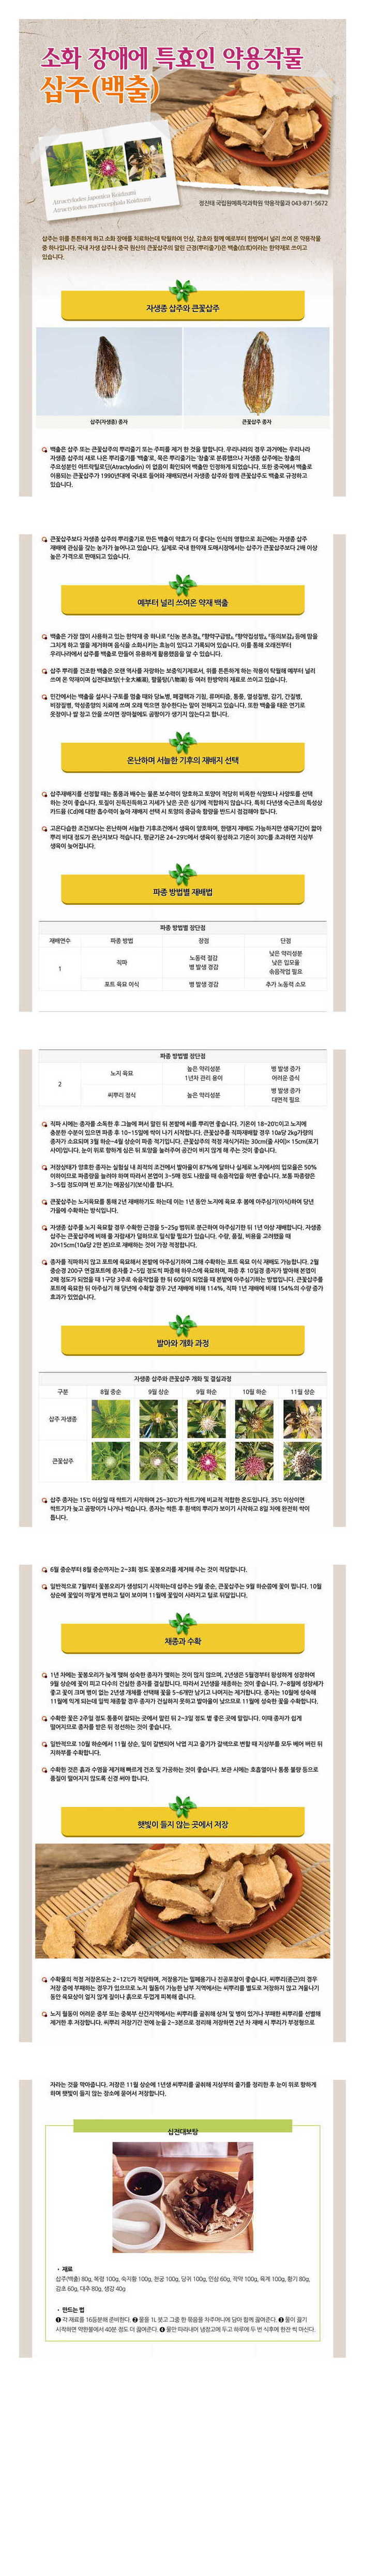 소화 장애에 특효인 약용작물
삽주(백출)
Atractylodes japonica Koidzumi
Atractylodes macrocephala Koidzumi
장진태 국립원예특작과학원 약용작물과 043-871-5672
삽주는 위를 튼튼하게 하고 소화 장애를 치료하는데 탁월하여 인삼, 감초와 함께 예로부터 한방에서 널리 쓰여 온 약용작물
중 하나입니다. 국내 자생 삽주나 중국 원산의 큰꽃삽주의 말린 근경(뿌리줄기)은 백출(白朮)이라는 한약재로 쓰이고
있습니다.
자생종 삽주와 큰꽃삽주
삽주(자생종) 종자
큰꽃삽주 종자
백출은 삽주 또는 큰꽃삽주의 뿌리줄기 또는 주피를 제거 한 것을 말합니다. 우리나라의 경우 과거에는 우리나라
자생종 삽주의 새로 나온 뿌리줄기를 '백출'로, 묵은 뿌리줄기는 '창출'로 분류했으나 자생종 삽주에는 창출의
주요성분인 아트락틸로딘(Atractylodin) 이 없음이 확인되어 백출만 인정하게 되었습니다. 또한 중국에서 백출로
이용되는 큰꽃삽주가 1990년대에 국내로 들어와 재배되면서 자생종 삽주와 함께 큰꽃삽주도 백출로 규정하고
있습니다.
큰꽃삽주보다 자생종 삽주의 뿌리줄기로 만든 백출이 약효가 더 좋다는 인식의 영향으로 최근에는 자생종 삽주
재배에 관심을 갖는 농가가 늘어나고 있습니다. 실제로 국내 한약재 도매시장에서는 삽주가 큰꽃삽주보다 2배 이상
높은 가격으로 판매되고 있습니다.
예부터 널리 쓰여온 약재 백출
백출은 가장 많이 사용하고 있는 한약재 중 하나로 『신농 본초경』, 『향약구급방』, 『향약집성방』, 『동의보감』 등에 땀을
그치게 하고 열을 제거하며 음식을 소화시키는 효능이 있다고 기록되어 있습니다. 이를 통해 오래전부터
우리나라에서 삽주를 백출로 만들어 유용하게 활용했음을 알 수 있습니다.
삽주 뿌리를 건조한 백출은 오랜 역사를 자랑하는 보중익기제로서, 위를 튼튼하게 하는 작용이 탁월해 예부터 널리
쓰여 온 약재이며 십전대보탕(十全大補湯), 팔물탕(八物湯) 등 여러 한방약의 재료로 쓰이고 있습니다.
민간에서는 백출을 설사나 구토를 멈출 때와 당뇨병, 폐결핵과 기침, 류머티즘, 통풍, 열성질병, 감기, 간질병,
비장질병, 악성종양의 치료에 쓰며 오래 먹으면 장수한다는 말이 전해지고 있습니다. 또한 백출을 태운 연기로
옷장이나 쌀 창고 안을 쏘이면 장마철에도 곰팡이가 생기지 않는다고 합니다.
온난하며 서늘한 기후의 재배지 선택
삽주재배지를 선정할 때는 통풍과 배수는 물론 보수력이 양호하고 토양이 적당히 비옥한 식양토나 사양토를 선택
하는 것이 좋습니다. 토질이 진득진득하고 지세가 낮은 곳은 심기에 적합하지 않습니다. 특히 다년생 숙근초의 특성상
카드뮴 (Cd)에 대한 흡수력이 높아 재배지 선택 시 토양의 중금속 함량을 반드시 점검해야 합니다.
고온다습한 조건보다는 온난하며 서늘한 기후조건에서 생육이 양호하며, 한랭지 재배도 가능하지만 생육기간이 짧아
뿌리 비대 정도가 온난지보다 적습니다. 평균기온 24~29℃에서 생육이 왕성하고 기온이 30℃를 초과하면 지상부
생육이 늦어집니다.
파종 방법별 재배법
파종 방법별 장단점
재배연수 파종 방법 장점 단점
1
직파
노동력 절감
병 발생 경감
낮은 약리성분
낮은 입모율
솎음작업 필요
포트 육묘 이식 병 발생 경감 추가 노동력 소모
파종 방법별 장단점
2
노지 육묘
높은 약리성분
1년차 관리 용이
병 발생 증가
어려운 증식
씨뿌리 정식 높은 약리성분
병 발생 증가
대면적 필요
직파 시에는 종자를 소독한 후 그늘에 펴서 말린 뒤 본밭에 씨를 뿌리면 좋습니다. 기온이 18~20℃이고 노지에
충분한 수분이 있으면 파종 후 10~15일에 싹이 나기 시작합니다. 큰꽃삽주를 직파재배할 경우 10a당 2kg가량의
종자가 소요되며 3월 하순~4월 상순이 파종 적기입니다. 큰꽃삽주의 적정 재식거리는 30cm(줄 사이)× 15cm(포기
사이)입니다. 눈이 위로 향하게 심은 뒤 토양을 눌러주어 공간이 비지 않게 해 주는 것이 좋습니다.
저장상태가 양호한 종자는 실험실 내 최적의 조건에서 발아율이 87%에 달하나 실제로 노지에서의 입모율은 50%
이하이므로 파종량을 늘려야 하며 따라서 본엽이 3~5매 정도 나왔을 때 솎음작업을 하면 좋습니다. 보통 파종량은
3~5립 정도이며 빈 포기는 메꿈심기(보식)를 합니다.
큰꽃삽주는 노지육묘를 통해 2년 재배하기도 하는데 이는 1년 동안 노지에 육묘 후 봄에 아주심기(이식)하여 당년
가을에 수확하는 방식입니다.
자생종 삽주를 노지 육묘할 경우 수확한 근경을 5~25g 범위로 분근하여 아주심기한 뒤 1년 이상 재배합니다. 자생종
삽주는 큰꽃삽주에 비해 줄 자람새가 덜하므로 밀식할 필요가 있습니다. 수량, 품질, 비용을 고려했을 때
20×15cm(10a당 2만 본)으로 재배하는 것이 가장 적정합니다.
종자를 직파하지 않고 포트에 육묘해서 본밭에 아주심기하여 그해 수확하는 포트 육묘 이식 재배도 가능합니다. 2월
중순경 200구 연결포트에 종자를 2~5립 정도씩 파종해 하우스에 육묘하며, 파종 후 10일경 종자가 발아해 본엽이
2매 정도가 되었을 때 1구당 3주로 솎음작업을 한 뒤 60일이 되었을 때 본밭에 아주심기하는 방법입니다. 큰꽃삽주를
포트에 육묘한 뒤 아주심기 해 당년에 수확할 경우 2년 재배에 비해 114%, 직파 1년 재배에 비해 154%의 수량 증가
효과가 있었습니다.
발아와 개화 과정
자생종 삽주와 큰꽃삽주 개화 및 결실과정
구분 8월 중순 9월 상순 9월 하순 10월 하순 11월 상순
삽주 자생종
큰꽃삽주
삽주 종자는 15℃ 이상일 때 싹트기 시작하며 25~30℃가 싹트기에 비교적 적합한 온도입니다. 35℃ 이상이면
싹트기가 늦고 곰팡이가 나거나 썩습니다. 종자는 싹튼 후 흰색의 뿌리가 보이기 시작하고 8일 차에 완전히 싹이
틉니다.
6월 중순부터 8월 중순까지는 2~3회 정도 꽃봉오리를 제거해 주는 것이 적당합니다.
일반적으로 7월부터 꽃봉오리가 생성되기 시작하는데 삽주는 9월 중순, 큰꽃삽주는 9월 하순쯤에 꽃이 핍니다. 10월
상순에 꽃잎이 까맣게 변하고 털이 보이며 11월에 꽃잎이 사라지고 털로 뒤덮입니다.
채종과 수확
1년 차에는 꽃봉오리가 늦게 맺혀 성숙한 종자가 맺히는 것이 많지 않으며, 2년생은 5월경부터 왕성하게 성장하여
9월 상순에 꽃이 피고 다수의 건실한 종자를 결실합니다. 따라서 2년생을 채종하는 것이 좋습니다. 7~8월에 성장세가
좋고 꽃이 크며 병이 없는 2년생 개체를 선택해 꽃을 5~6개만 남기고 나머지는 제거합니다. 종자는 10월에 성숙해
11월에 익게 되는데 일찍 채종할 경우 종자가 건실하지 못하고 발아율이 낮으므로 11월에 성숙한 꽃을 수확합니다.
수확한 꽃은 2주일 정도 통풍이 잘되는 곳에서 말린 뒤 2~3일 정도 볕 좋은 곳에 말립니다. 이때 종자가 쉽게
떨어지므로 종자를 받은 뒤 정선하는 것이 좋습니다.
일반적으로 10월 하순에서 11월 상순, 잎이 갈변되어 낙엽 지고 줄기가 갈색으로 변할 때 지상부를 모두 베어 버린 뒤
지하부를 수확합니다.
수확한 것은 흙과 수염을 제거해 빠르게 건조 및 가공하는 것이 좋습니다. 보관 시에는 호흡열이나 통풍 불량 등으로
품질이 떨어지지 않도록 신경 써야 합니다.
햇빛이 들지 않는 곳에서 저장
수확물의 적정 저장온도는 2~12℃가 적당하며, 저장용기는 밀폐용기나 진공포장이 좋습니다. 씨뿌리(종근)의 경우
저장 중에 부패하는 경우가 있으므로 노지 월동이 가능한 남부 지역에서는 씨뿌리를 별도로 저장하지 않고 겨울나기
동안 육묘상이 얼지 않게 짚이나 흙으로 두껍게 피복해 줍니다.
노지 월동이 어려운 중부 또는 중북부 산간지역에서는 씨뿌리를 굴취해 상처 및 병이 있거나 부패한 씨뿌리를 선별해
제거한 후 저장합니다. 씨뿌리 저장기간 전에 눈을 2~3본으로 정리해 저장하면 2년 차 재배 시 뿌리가 부정형으로
자라는 것을 막아줍니다. 저장은 11월 상순에 1년생 씨뿌리를 굴취해 지상부의 줄기를 정리한 후 눈이 위로 향하게
하며 햇빛이 들지 않는 장소에 묻어서 저장합니다.
십전대보탕
· 재료
삽주(백출) 80g, 복령 100g, 숙지황 100g, 천궁 100g, 당귀 100g, 인삼 60g, 작약 100g, 육계 100g, 황기 80g,
감초 60g, 대추 80g, 생강 40g
· 만드는 법
❶ 각 재료를 16등분해 준비한다. ❷ 물을 1L 붓고 그중 한 묶음을 차주머니에 담아 함께 끓여준다. ❸ 물이 끓기
시작하면 약한불에서 40분 정도 더 끓여준다. ❹ 물만 따라내어 냉장고에 두고 하루에 두 번 식후에 한잔 씩 마신다.